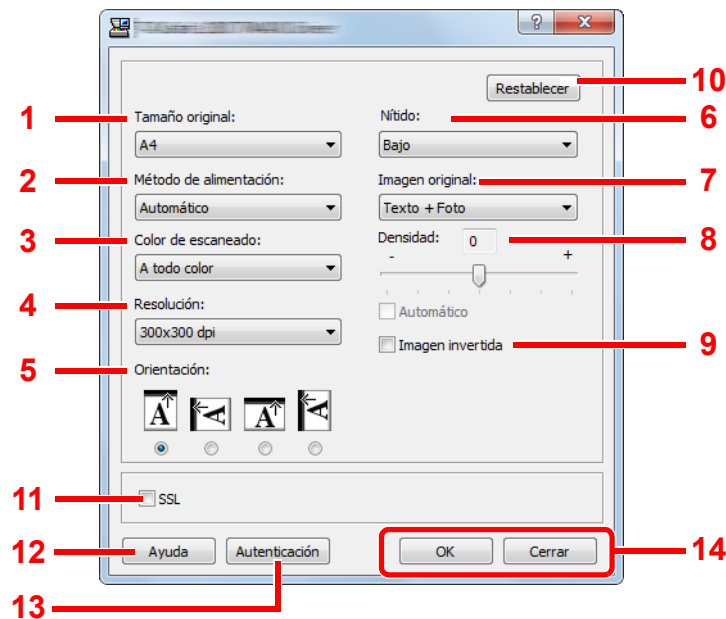 Restablecer
10
1
Tamaño original:
A4
Nítido:
6
Bajo
2
Método de alimentación:
Automático
Imagen original:
7
Texto + Foto
3
Color de escaneado:
A todo color
Densidad:
0
8
- +
4
Resolución:
300x300 dpi
Automático
Imagen invertida
9
5
Orientación:
A A A A
11
SSL
12
Ayuda
Autenticación
OK
Cerrar
14
13